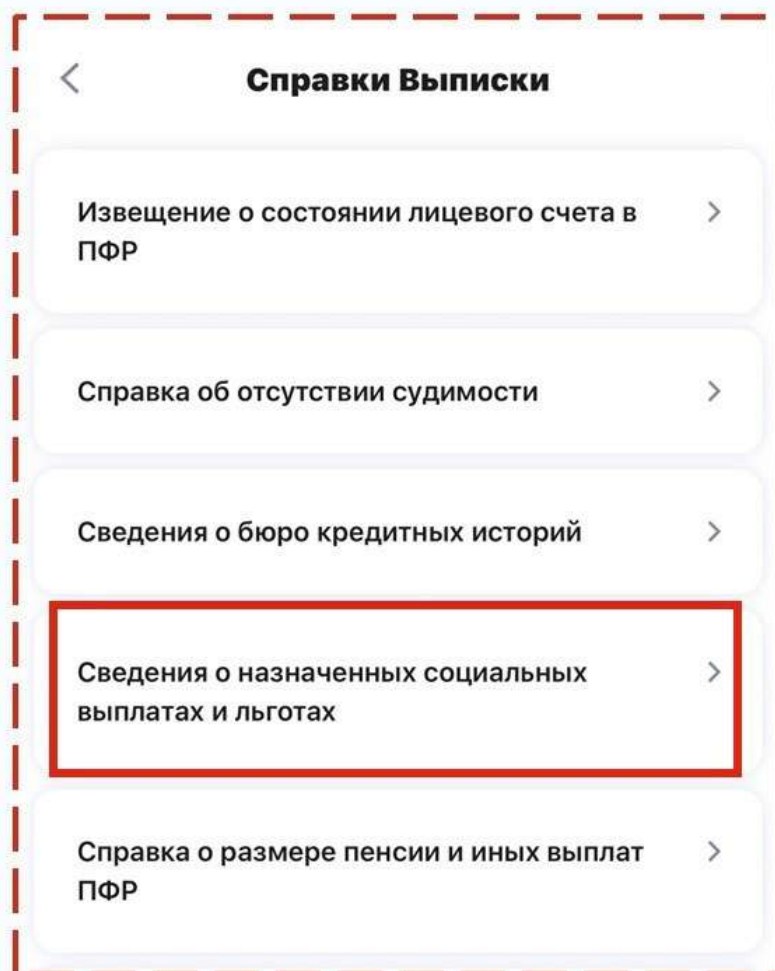 Справки Выписки
Извещение о состоянии лицевого счета в
ПФР
Справка об отсутствии судимости
Сведения о бюро кредитных историй
Сведения о назначенных социальных
выплатах и льготах
Справка о размере пенсии и иных выплат
ПФР